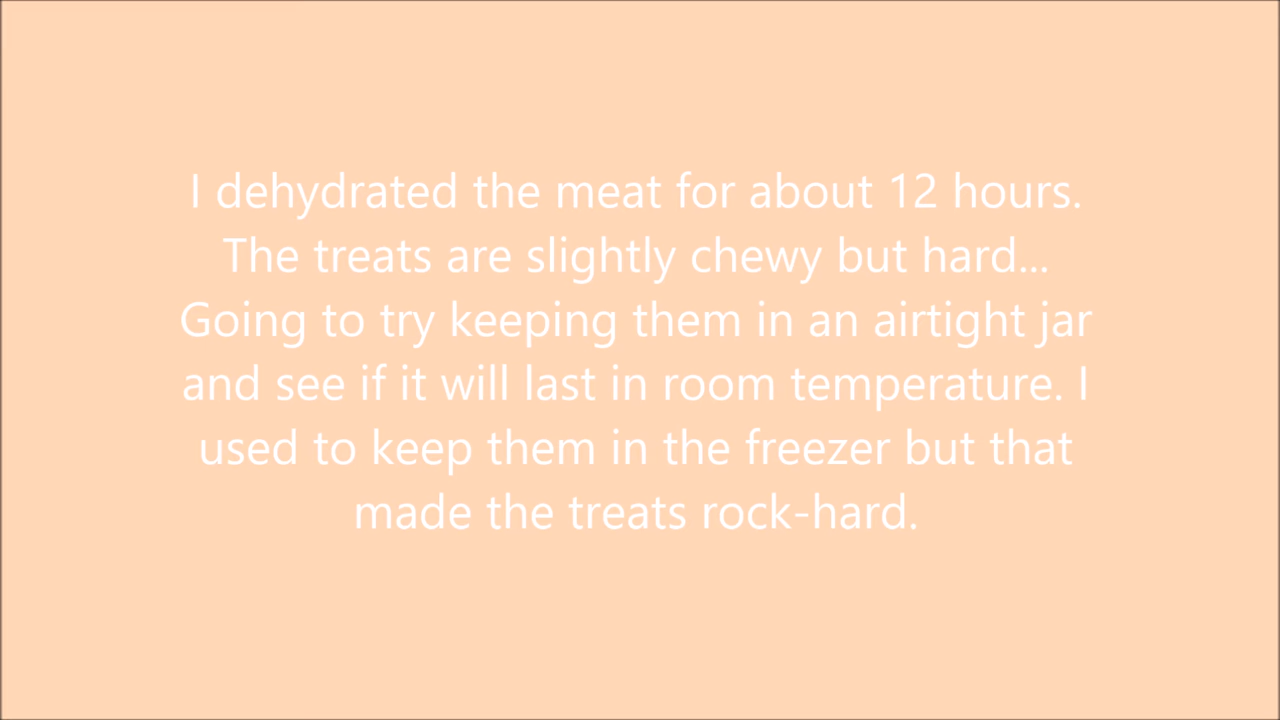 I dehydrated the meat for about 12 hours.
The treats are slightly chewy but hard...
Going to try keeping them in an airtight jar
and see if it will last in room temperature. I
used to keep them in the freezer but that
made the treats rock-hard.